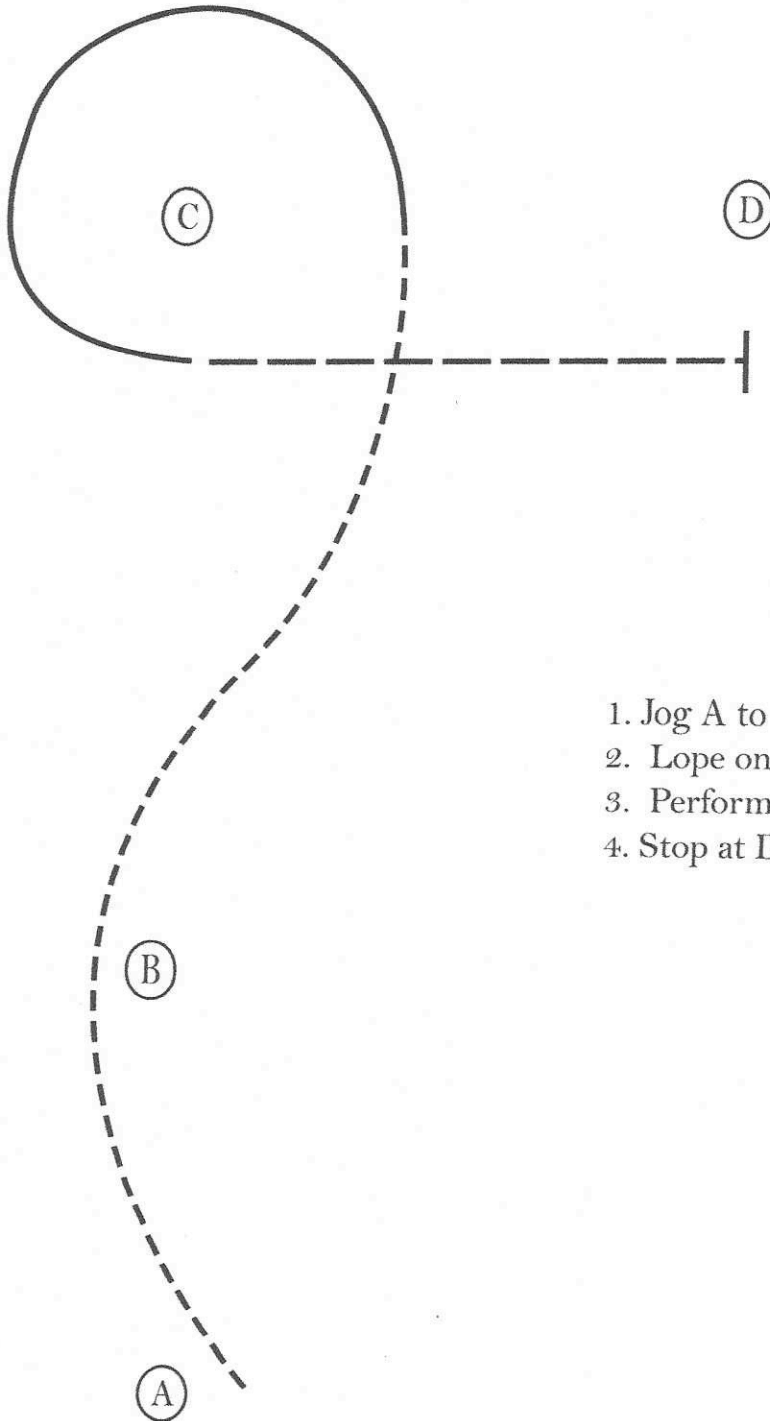 C
D
1. Jog A to
2. Lope on
3. Perform
4. Stop at D
B
A